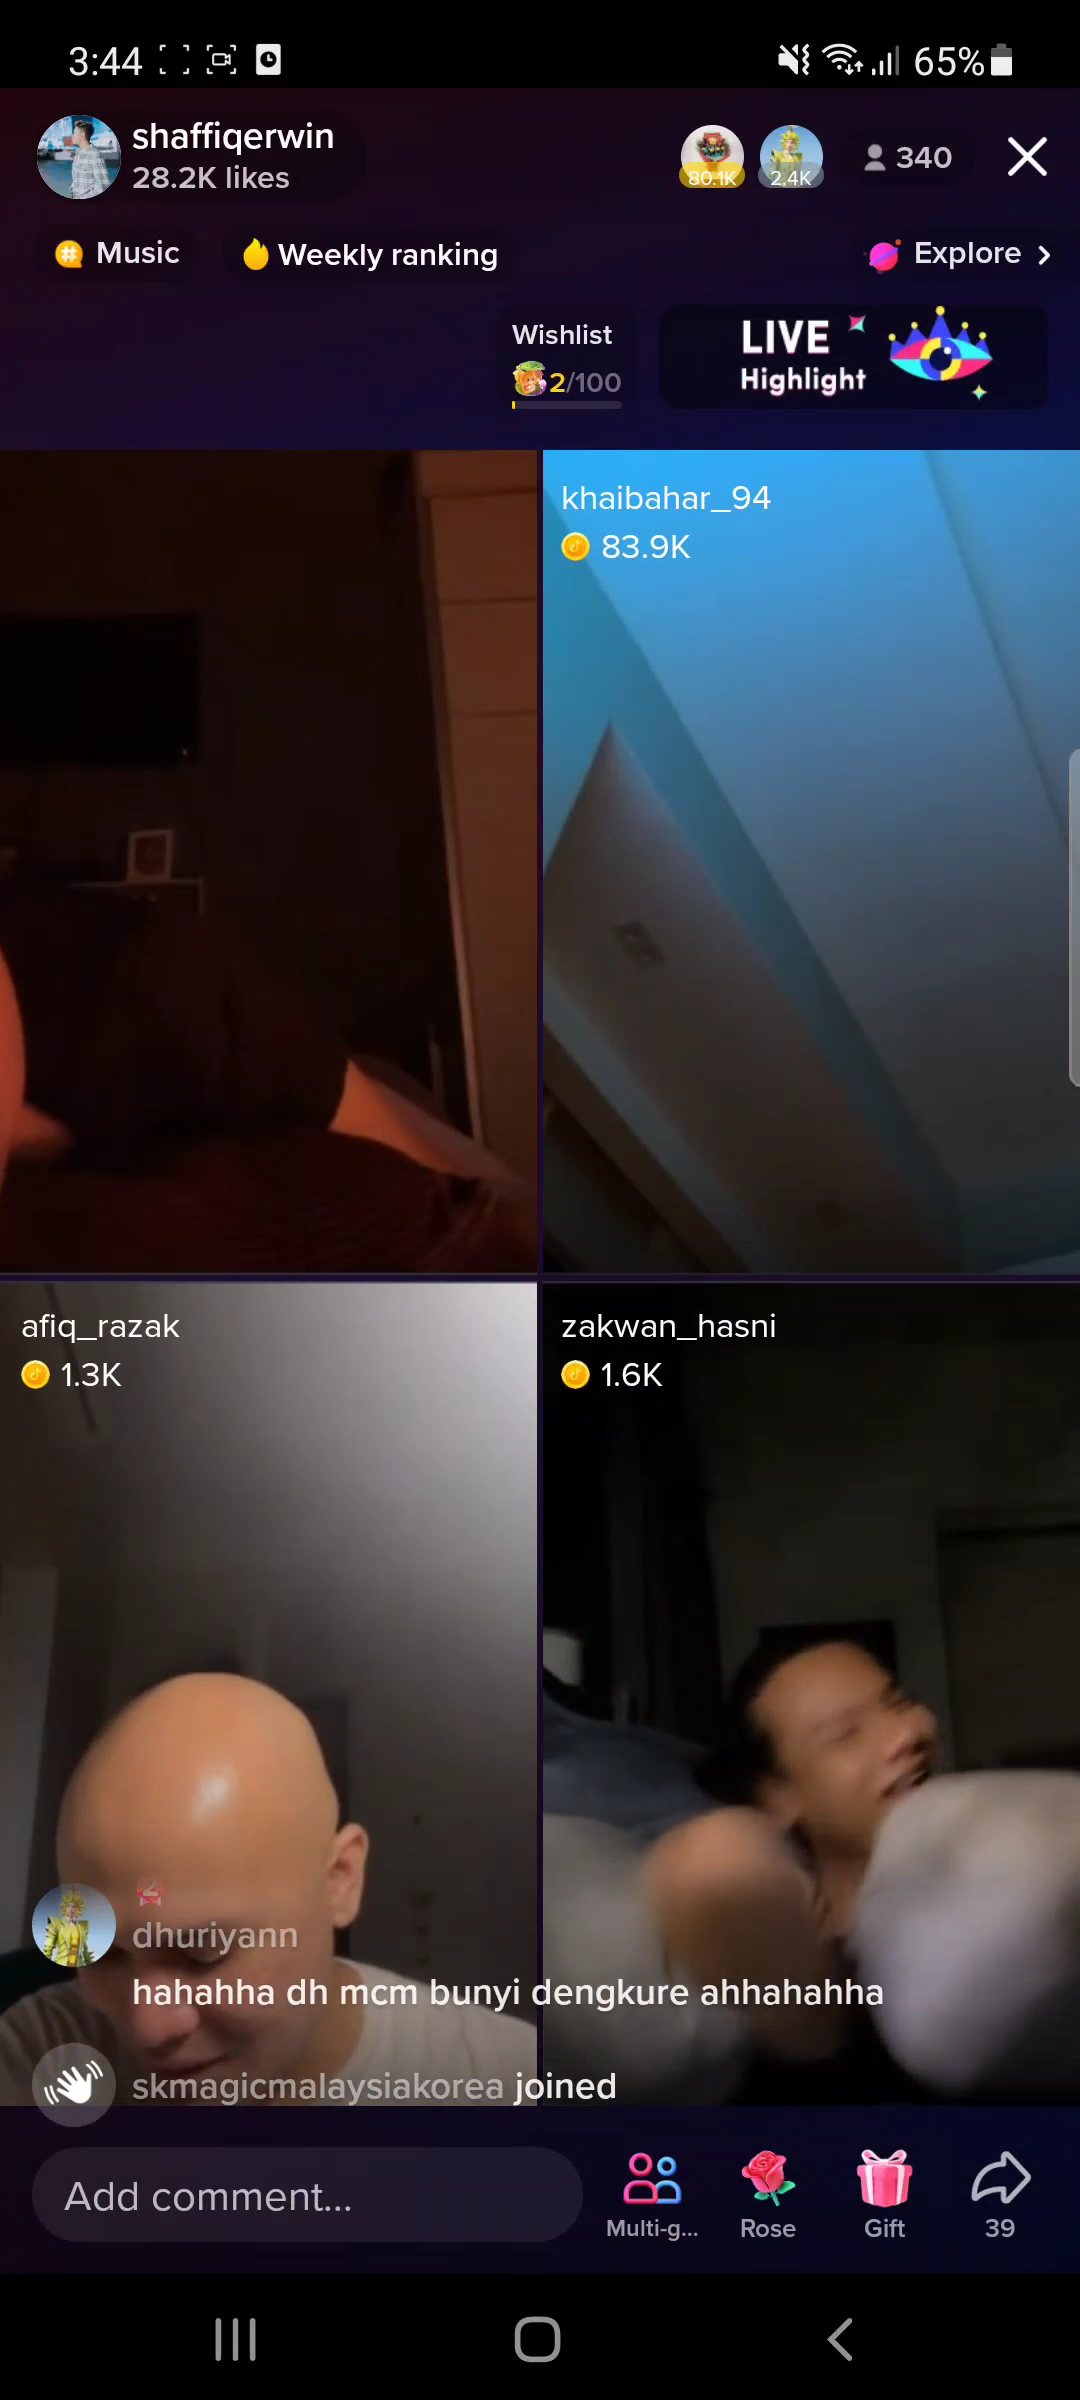 3:44
65%
shaffiqerwin
28.2K likes
80.1K
2.4K
340
Music
Weekly ranking
Explore
Wishlist
2/100
LIVE
Highlight
khaibahar_94
83.9K
afiq_razak
1.3K
zakwan_hasni
1.6K
dhuriyann
hahahha dh mcm bunyi dengkure ahhahahha
skmagicmalaysiakorea joined
Add comment...
Multi-g...
Rose
Gift
39